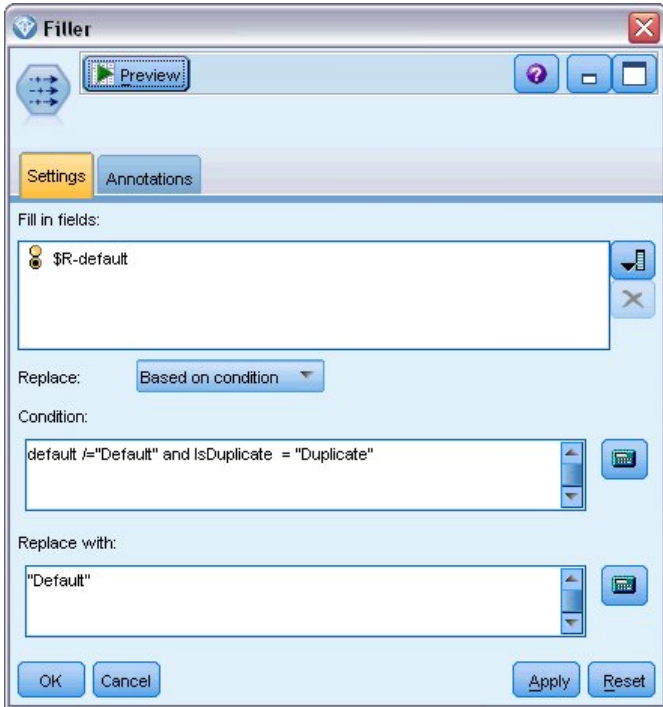 Filler
Preview
Settings Annotations
Fill in fields:
$R-default
Replace: Based on condition
Condition:
default /="Default" and IsDuplicate = "Duplicate"
Replace with:
"Default"
OK Cancel Apply Reset